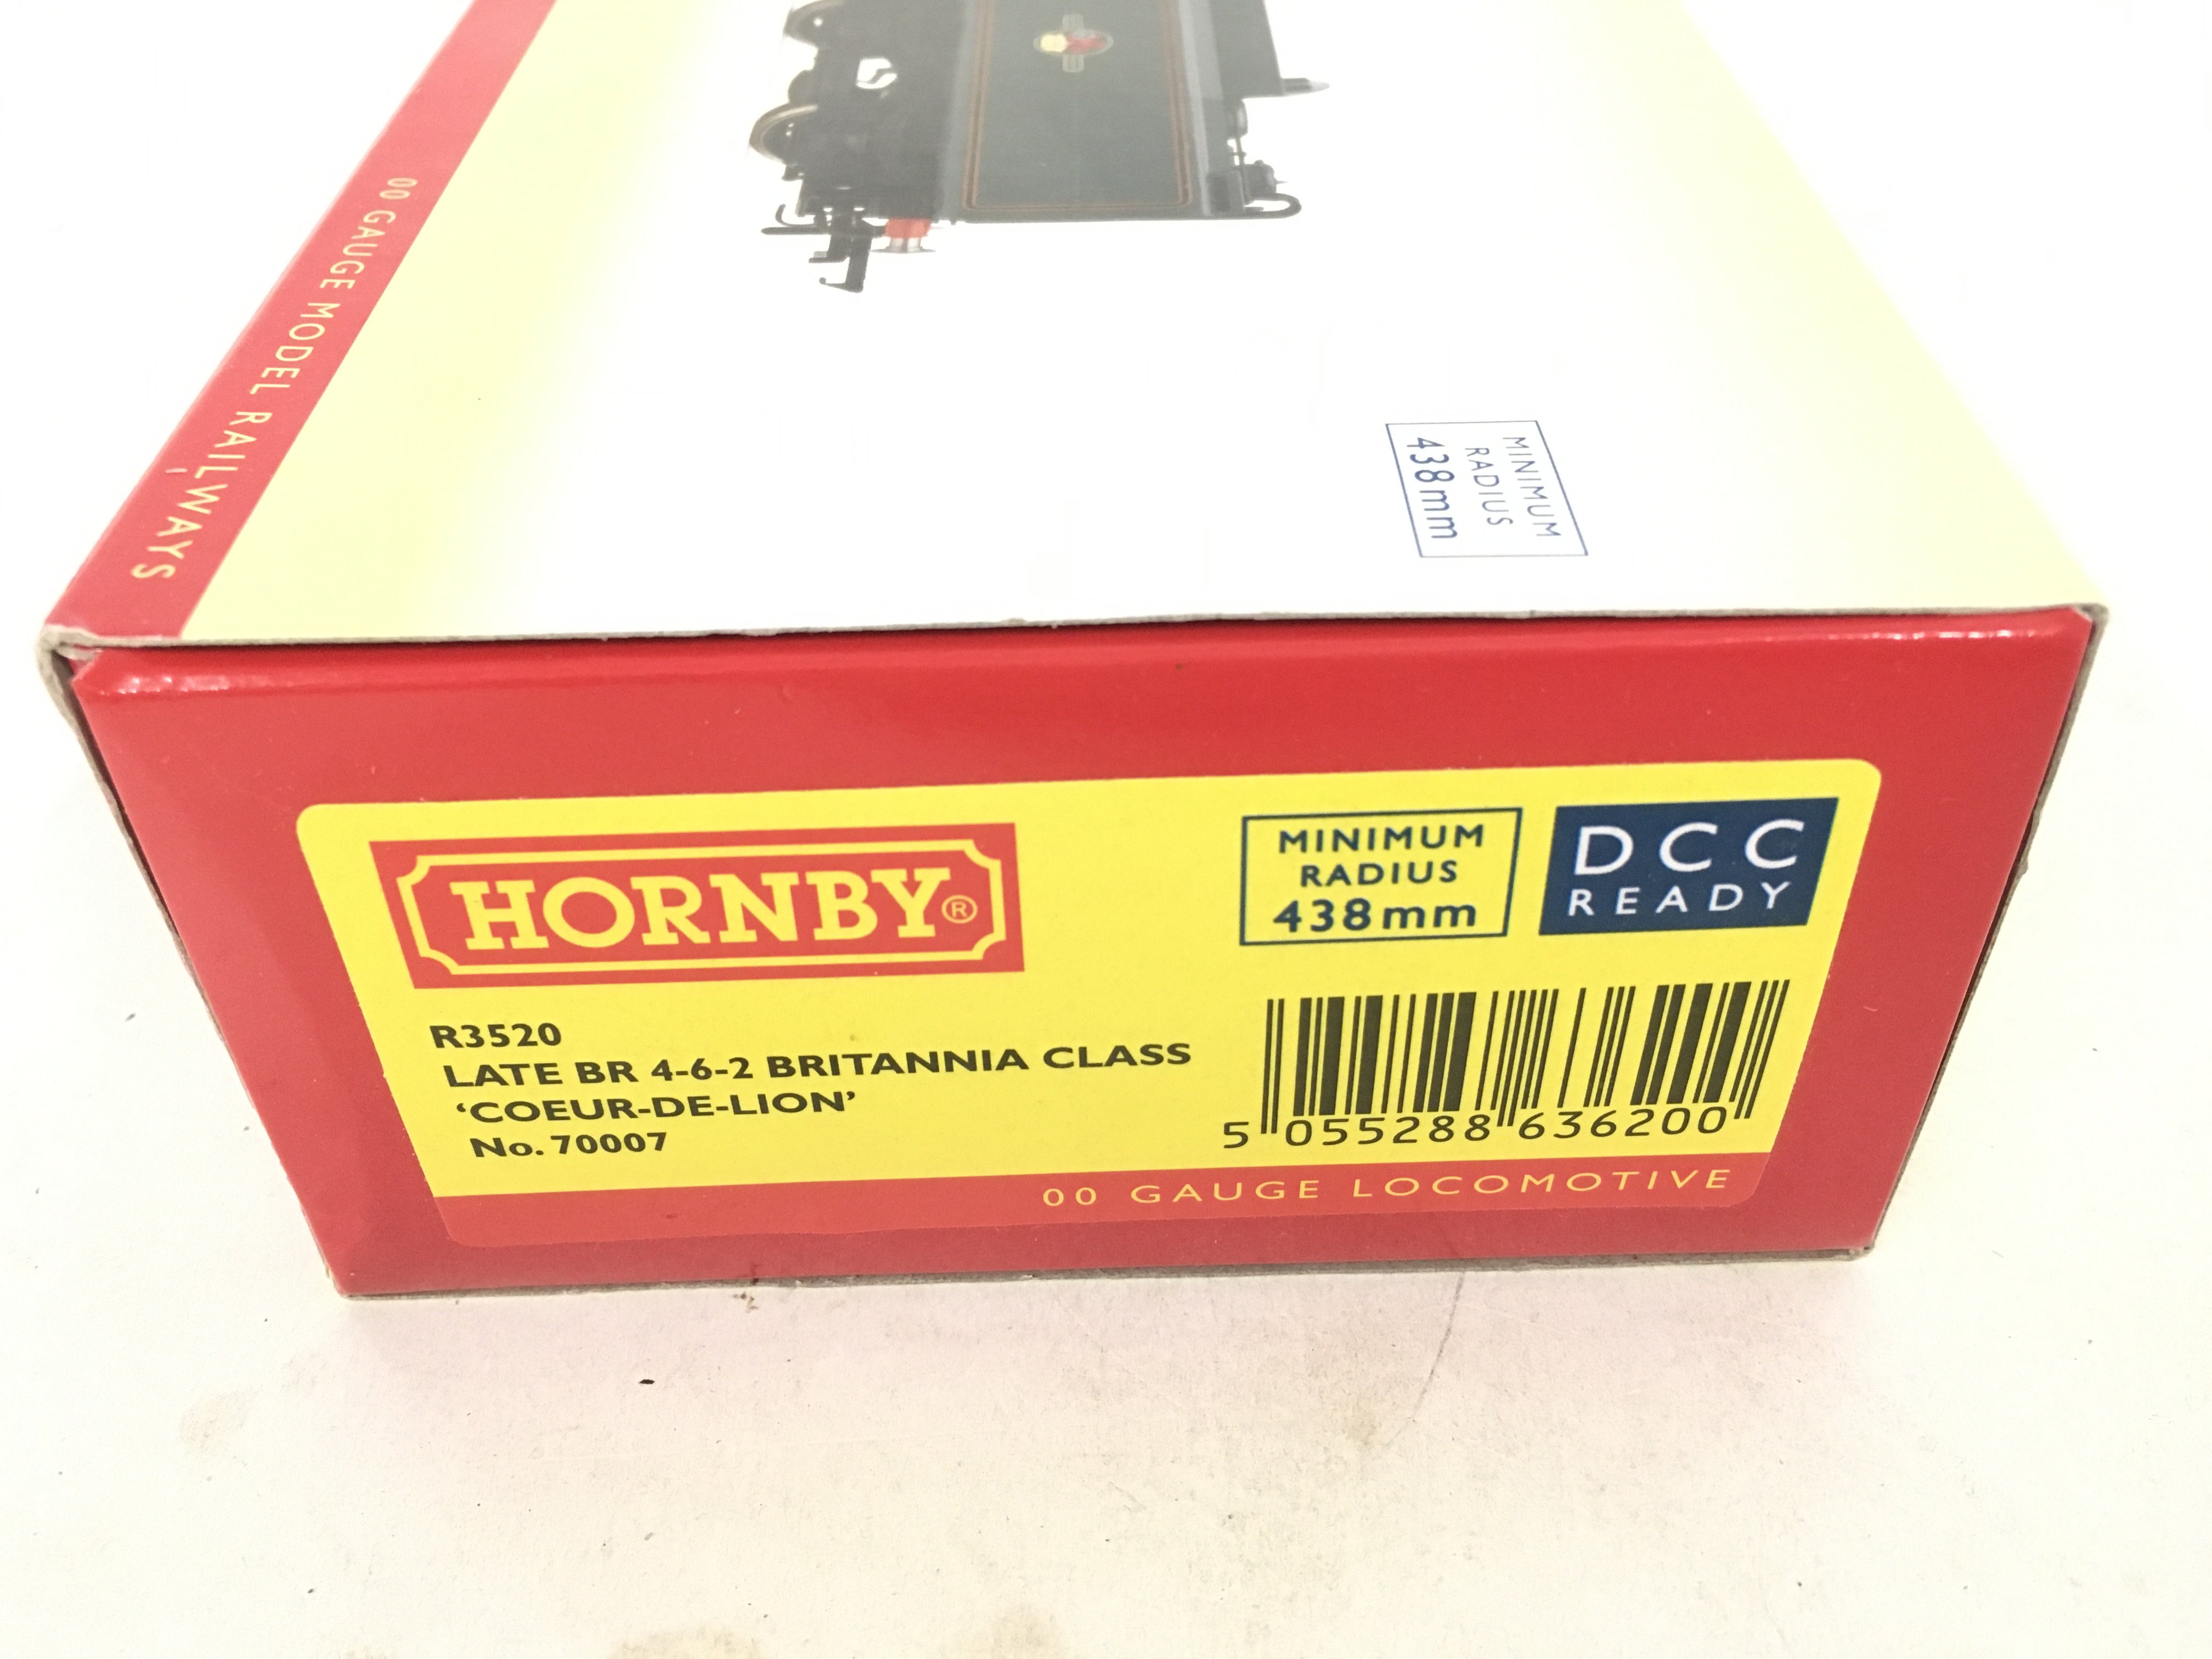 00 GAUGE MODEL RAILWAYS
MINIMUM
RADIUS
438mm
HORNBY®
MINIMUM
RADIUS
438mm
DCC
READY
R3520
LATE BR 4-6-2 BRITANNIA CLASS
‘COEUR-DE-LION’
No. 70007
5 055288 636200
00 GAUGE LOCOMOTIVE